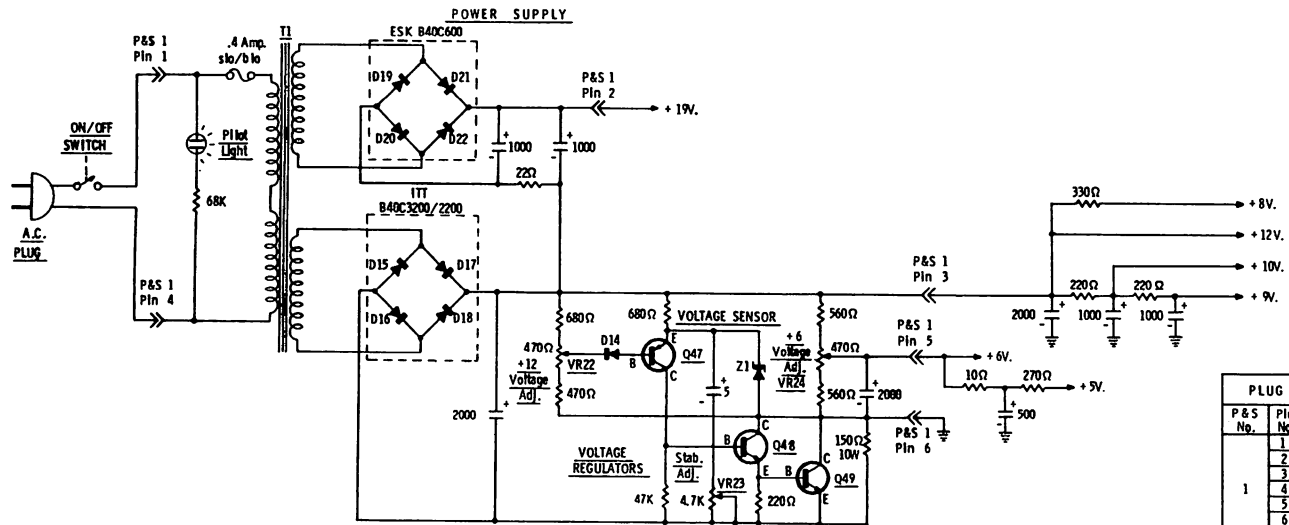 POWER SUPPLY
P&S 1
Pin 1
.4 Amp.
slo/blo
T1
ESK B40C600
D19
D21
D20
D22
P&S 1
Pin 2
+ 19V.
+
1000
-
+
1000
-
22Ω
ON/OFF
SWITCH
Pilot
Light
68K
A.C.
PLUG
P&S 1
Pin 4
ITT
B40C3200/2200
D15
D17
D16
D18
P&S 1
Pin 3
330Ω
+ 8V.
+ 12V.
+ 10V.
220Ω
220 Ω
+ 9V.
2000
+
-
1000
+
-
1000
+
-
680Ω
680Ω
VOLTAGE SENSOR
560Ω
470Ω
D14
B
E
C
Q47
VR22
+12
Voltage
Adj.
470Ω
Z1
+ 6
Voltage
Adj.
VR24
470Ω
560Ω
P&S 1
Pin 5
+ 6V.
10Ω
270Ω
+ 5V.
+
500
-
+
5
-
+
2000
-
+
2000
-
P&S 1
Pin 6
VOLTAGE
REGULATORS
Stab.
Adj.
VR23
B
C
E
Q48
B
C
E
Q49
150Ω
10W
47K
4.7K
220Ω
PLUG
P & S
No.
1
1
2
3
4
5
6